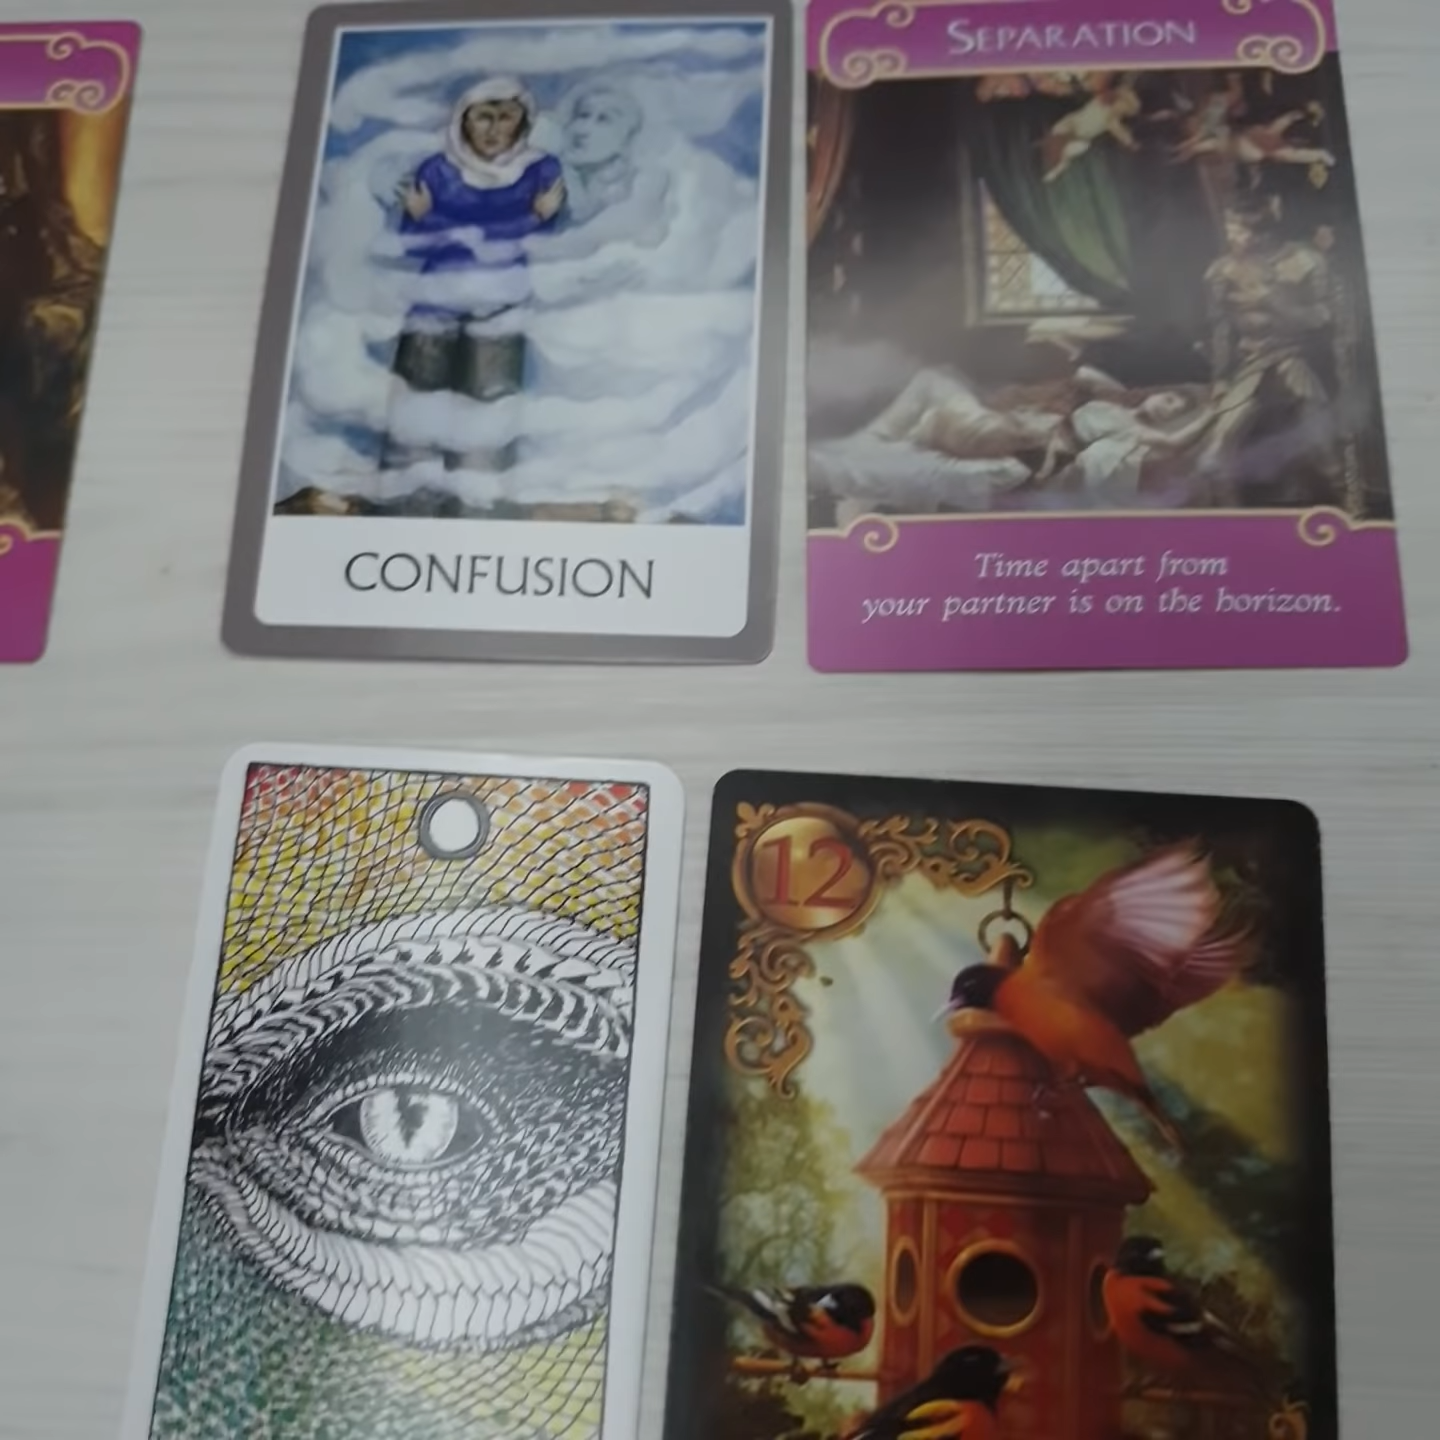 CONFUSION
SEPARATION
Time apart from
your partner is on the horizon.
12